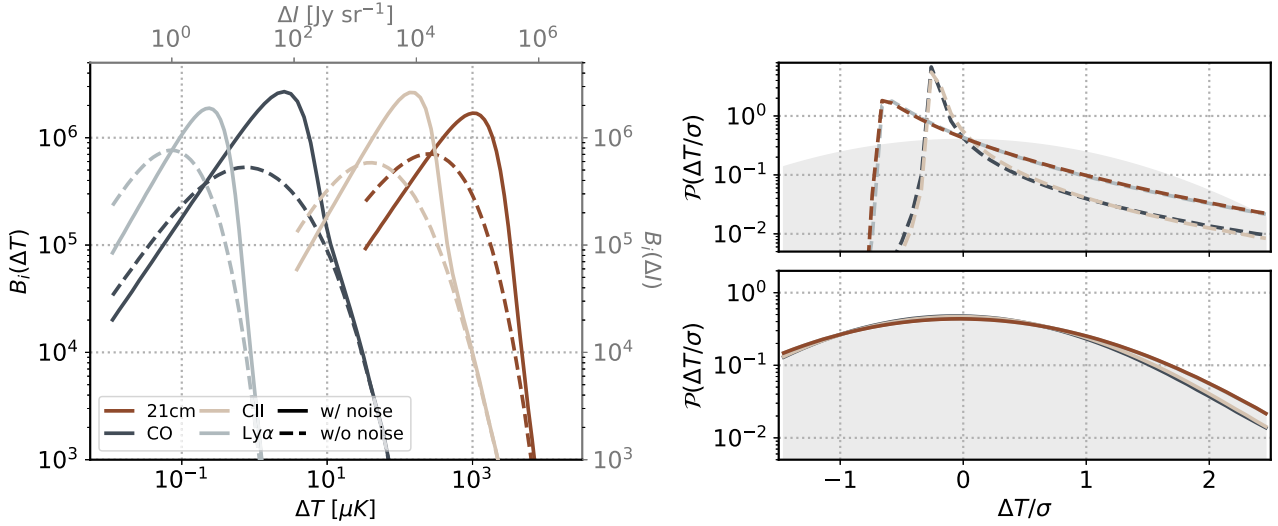 ΔI [Jy sr⁻¹]
10⁰ 10² 10⁴ 10⁶
10⁶
10⁵
10⁴
10³
B_i(ΔT)
10⁶
10⁵
10⁴
10³
B_i(ΔI)
21cm CII w/ noise
CO Lyα w/o noise
10⁻¹ 10¹ 10³
ΔT [μK]
10⁰
10⁻¹
10⁻²
𝒫(ΔT/σ)
10⁰
10⁻¹
10⁻²
𝒫(ΔT/σ)
−1 0 1 2
ΔT/σ